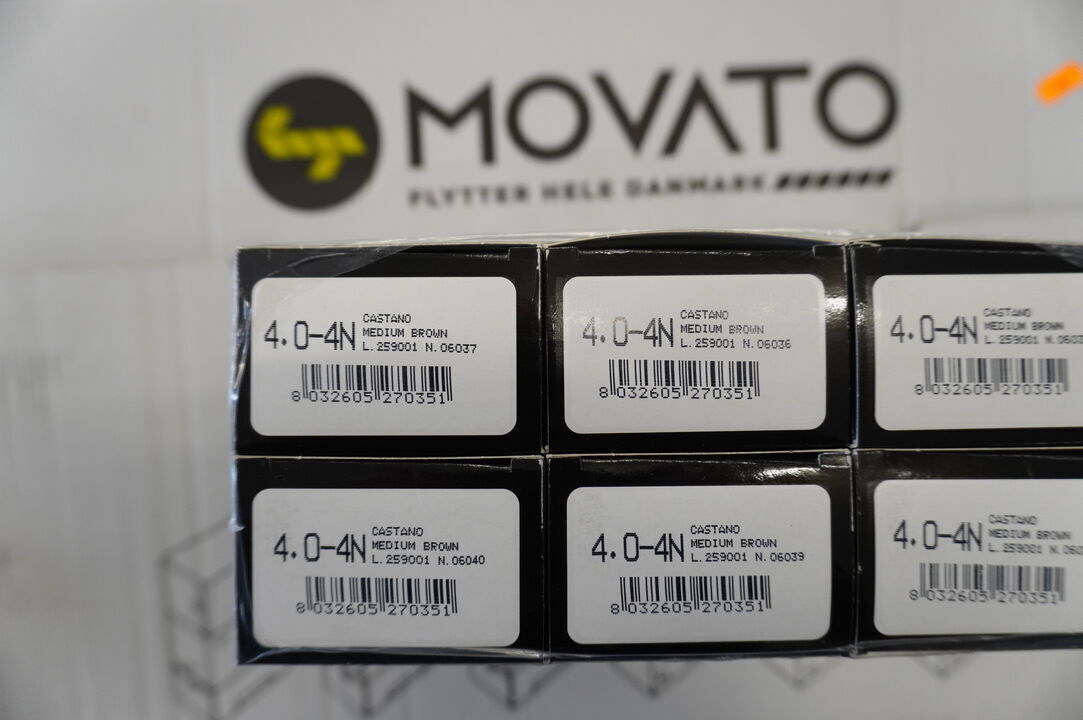 MOVATO
FLYTTER HELE DANMARK
4.0-4N
CASTANO
MEDIUM BROWN
L.259001 N.06037
8 032605 270351
4.0-4N
CASTANO
MEDIUM BROWN
L.259001 N.06036
8 032605 270351
4.0-4N
CASTANO
MEDIUM BROWN
L.259001
8 032605 270351
4.0-4N
CASTANO
MEDIUM BROWN
L.259001 N.06040
8 032605 270351
4.0-4N
CASTANO
MEDIUM BROWN
L.259001 N.06039
8 032605 270351
4.0-4N
CASTANO
MEDIUM BROWN
L.259001
8 032605 270351